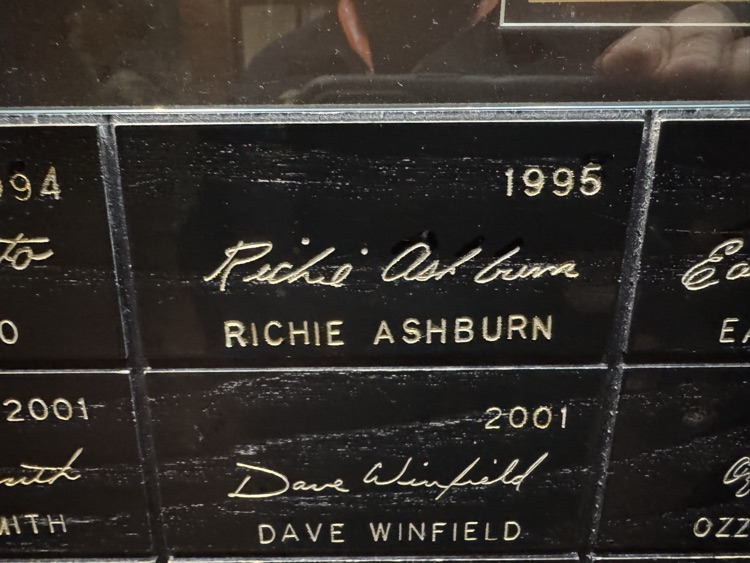 1995
Richie Ashburn
RICHIE ASHBURN
2001
2001
Dave Winfield
DAVE WINFIELD